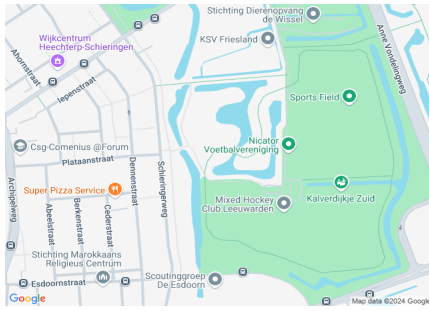 Stichting Dierenopvang
de Wissel
Wijkcentrum
Heechterp-Schieringen
KSV Friesland
Anne Vondelingweg
Ahornstraat
Iepenstraat
Sports Field
Csg-Comenius @Forum
Nicator
Voetbalvereniging
Plataanstraat
Dennenstraat
Schieringerweg
Archipelweg
Super Pizza Service
Kalverdijkje Zuid
Abeelstraat
Berkenstraat
Cederstraat
Mixed Hockey
Club Leeuwarden
Stichting Marokkaans
Religieus Centrum
Esdoornstraat
Scoutinggroep
De Esdoorn
Google
Map data ©2024 Google